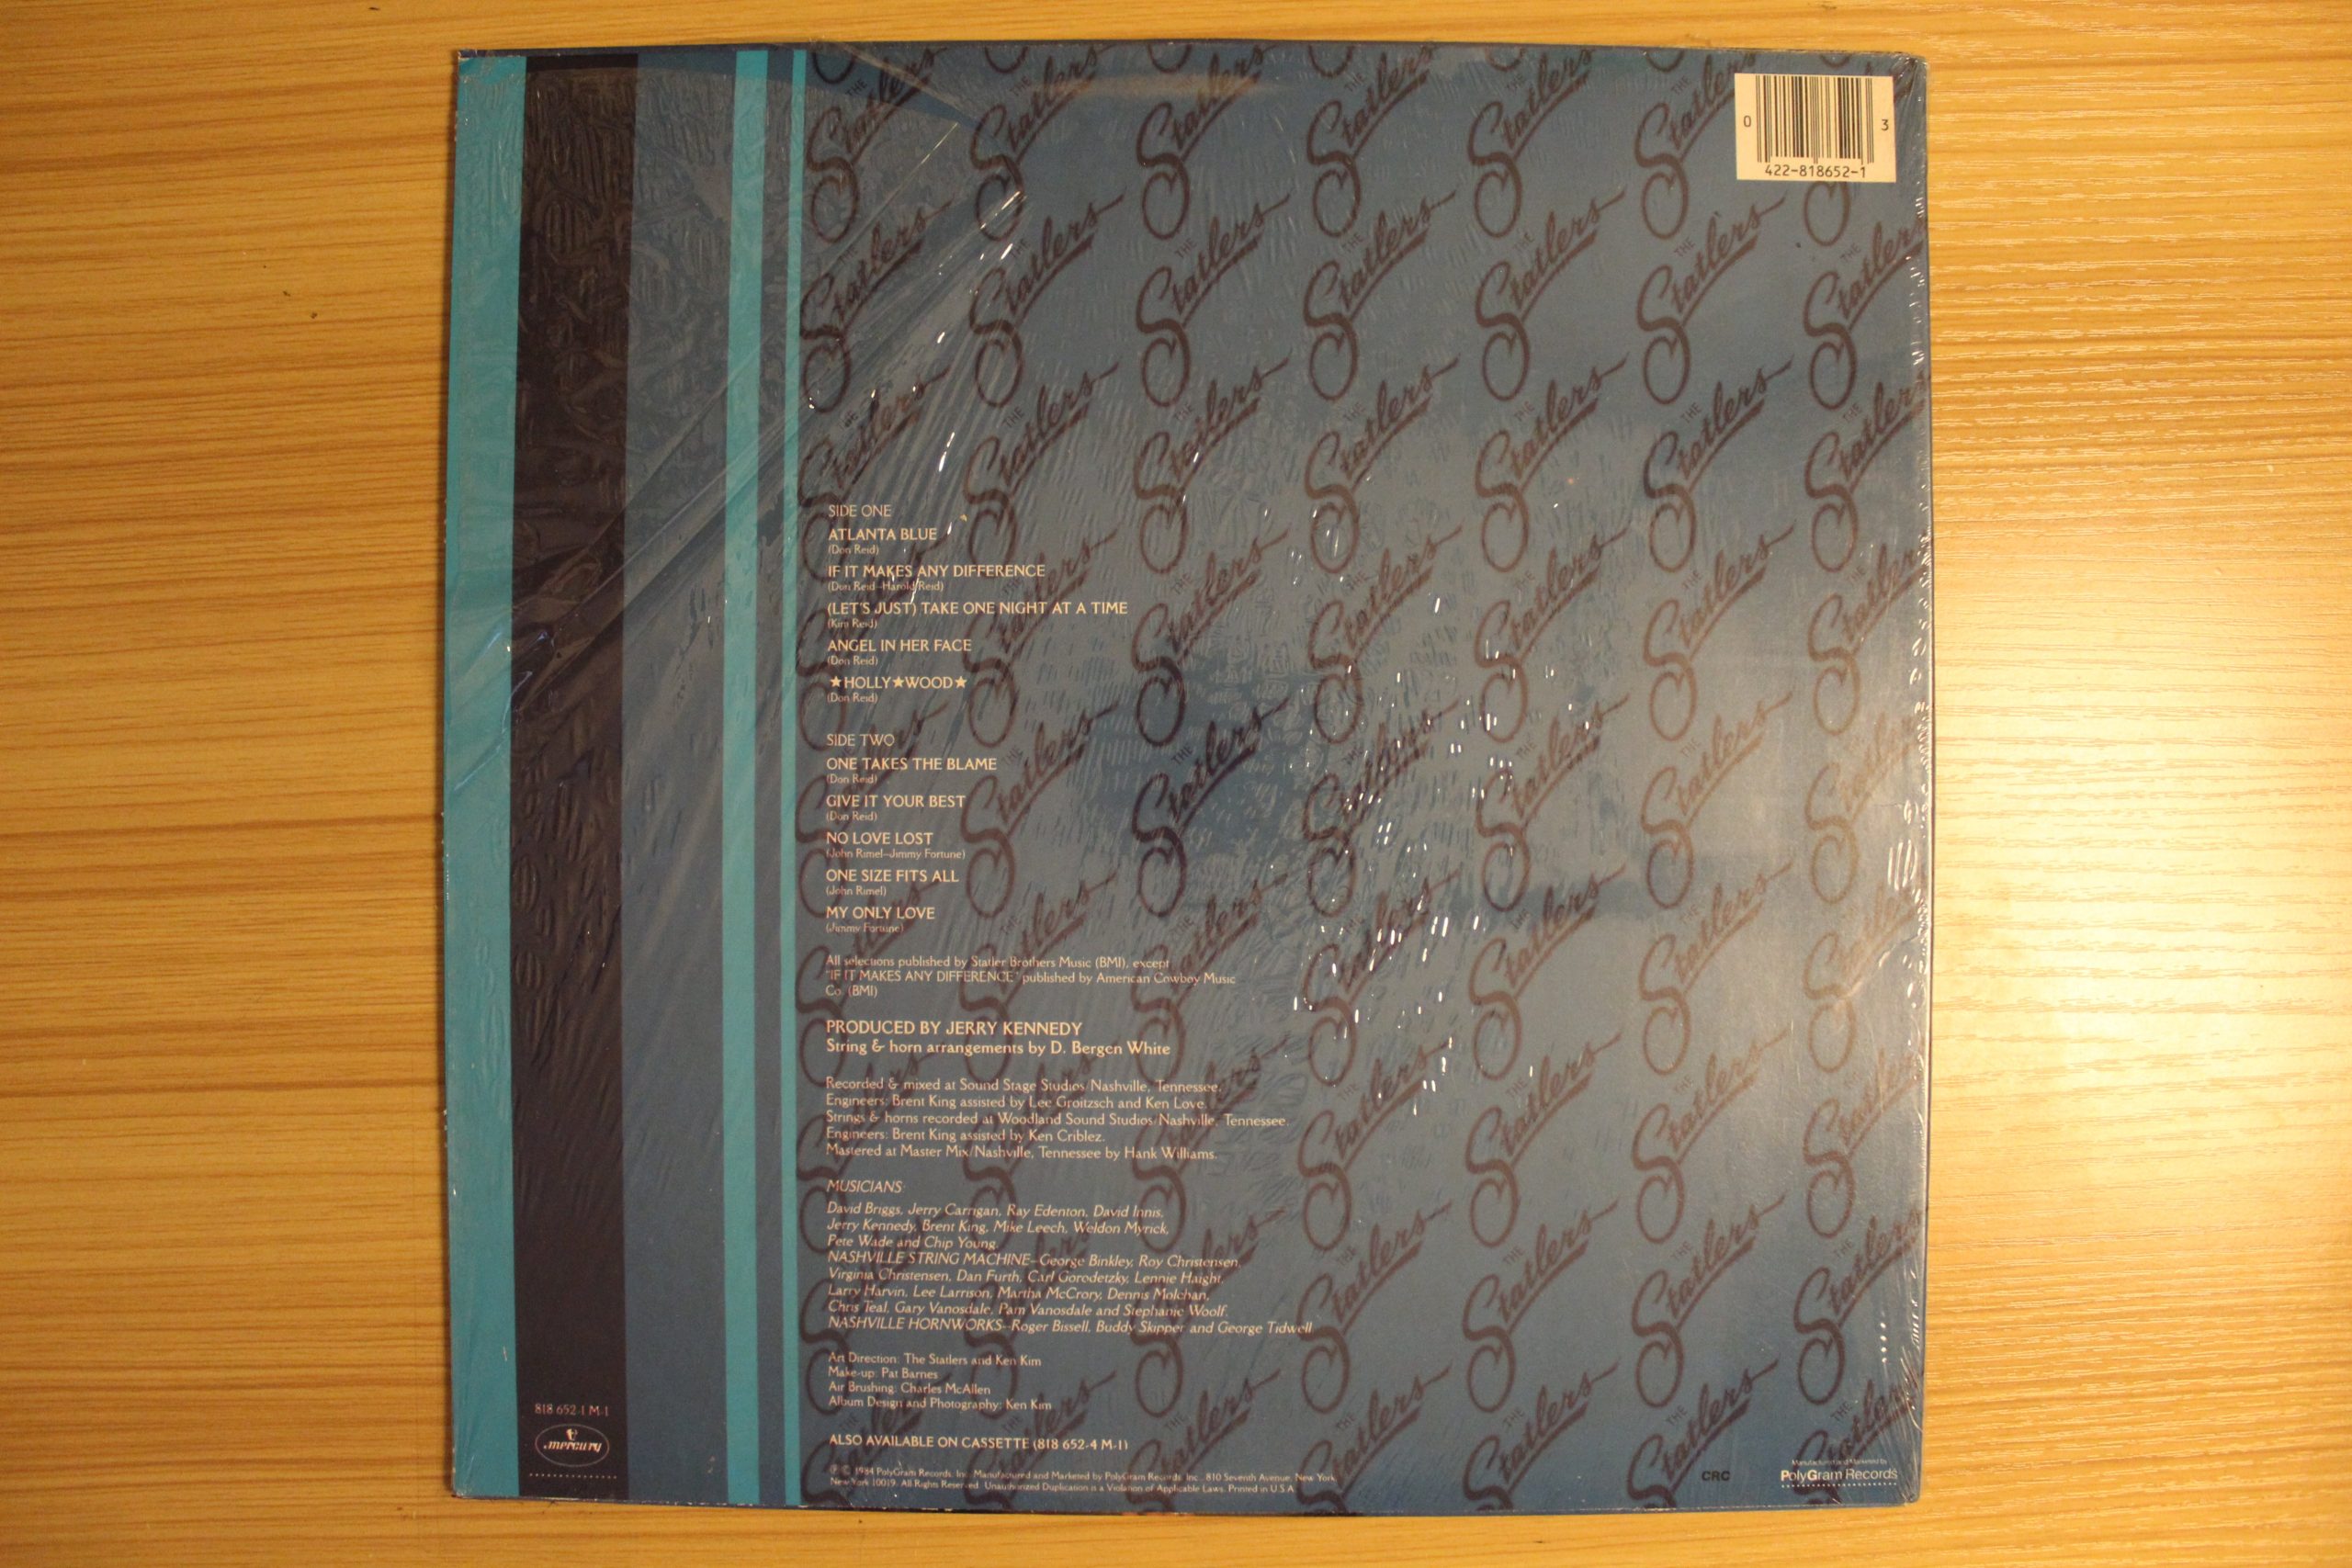 0 3
422-818652-1
THE
Statlers
SIDE ONE
ATLANTA BLUE
(Don Reid)
IF IT MAKES ANY DIFFERENCE
(Don Reid–Harold Reid)
(LET'S JUST) TAKE ONE NIGHT AT A TIME
(Kim Reid)
ANGEL IN HER FACE
(Don Reid)
★HOLLY★WOOD★
(Don Reid)
SIDE TWO
ONE TAKES THE BLAME
(Don Reid)
GIVE IT YOUR BEST
(Don Reid)
NO LOVE LOST
(John Rimel–Jimmy Fortune)
ONE SIZE FITS ALL
(John Rimel)
MY ONLY LOVE
(Jimmy Fortune)
All selections published by Statler Brothers Music (BMI), except
"IF IT MAKES ANY DIFFERENCE" published by American Cowboy Music
Co. (BMI)
PRODUCED BY JERRY KENNEDY
String & horn arrangements by D. Bergen White
Recorded & mixed at Sound Stage Studios/Nashville, Tennessee.
Engineers: Brent King assisted by Lee Groitzsch and Ken Love.
Strings & horns recorded at Woodland Sound Studios/Nashville, Tennessee.
Engineers: Brent King assisted by Ken Criblez.
Mastered at Master Mix/Nashville, Tennessee by Hank Williams.
MUSICIANS:
David Briggs, Jerry Carrigan, Ray Edenton, David Innis,
Jerry Kennedy, Brent King, Mike Leech, Weldon Myrick,
Pete Wade and Chip Young.
NASHVILLE STRING MACHINE–George Binkley, Roy Christensen,
Virginia Christensen, Dan Furth, Carl Gorodetzky, Lennie Haight,
Larry Harvin, Lee Larrison, Martha McCrory, Dennis Molchan,
Chris Teal, Gary Vanosdale, Pam Vanosdale and Stephanie Woolf.
NASHVILLE HORNWORKS–Roger Bissell, Buddy Skipper and George Tidwell
Art Direction: The Statlers and Ken Kim
Make-up: Pat Barnes
Air Brushing: Charles McAllen
Album Design and Photography: Ken Kim
ALSO AVAILABLE ON CASSETTE (818 652-4 M-1)
℗ © 1984 PolyGram Records, Inc. Manufactured and Marketed by PolyGram Records, Inc., 810 Seventh Avenue, New York,
New York 10019. All Rights Reserved. Unauthorized Duplication is a Violation of Applicable Laws. Printed in U.S.A.
818 652-1 M-1
mercury
CRC
Manufactured and Marketed by
PolyGram Records